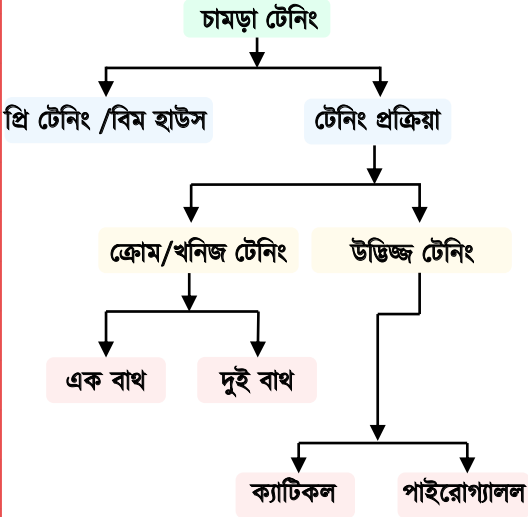 চামড়া টেনিং
প্রি টেনিং /বিম হাউস
টেনিং প্রক্রিয়া
ক্রোম/খনিজ টেনিং
উদ্ভিজ্জ টেনিং
এক বাথ
দুই বাথ
ক্যাটিকল
পাইরোগ্যালল